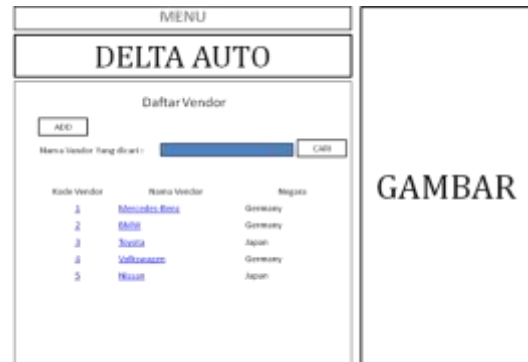 MENU
DELTA AUTO
Daftar Vendor
ADD
Nama Vendor Yang dicari : CARI
Kode Vendor Nama Vendor Negara
1 Mercedes Benz Germany
2 BMW Germany
3 Toyota Japan
4 Volkswagen Germany
5 Nissan Japan
GAMBAR